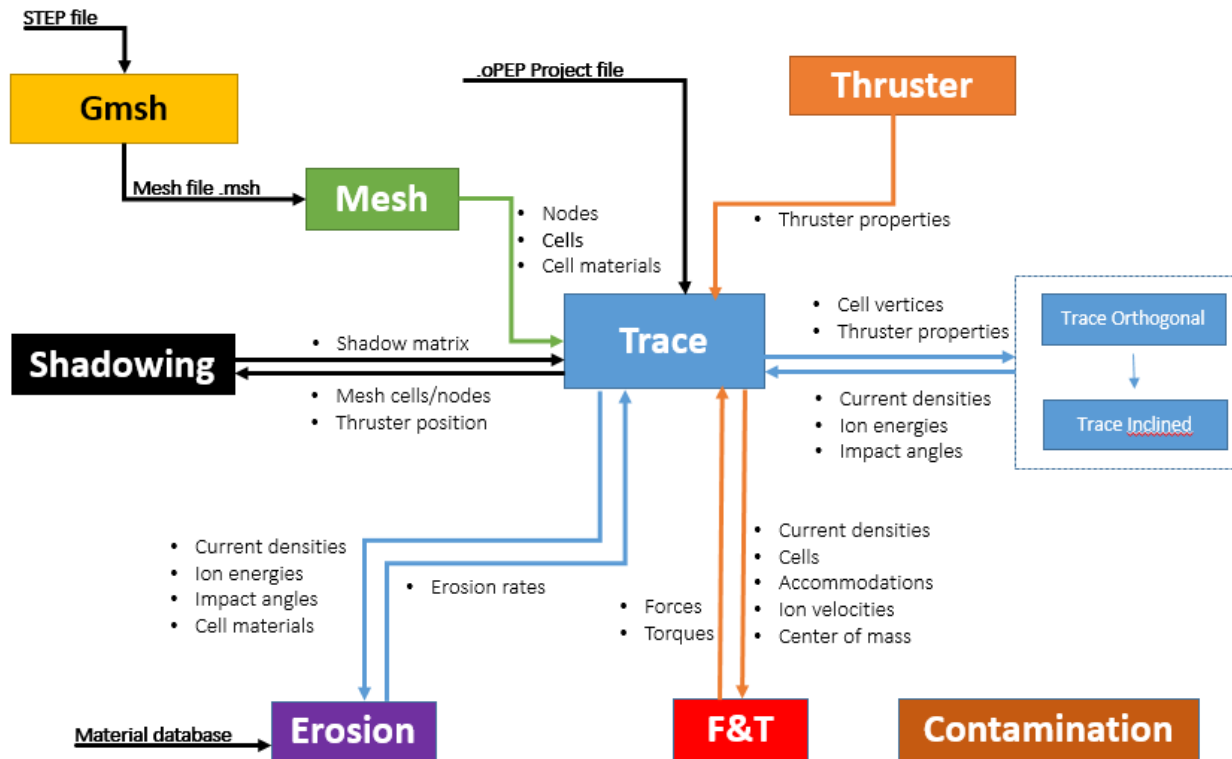 STEP file
Gmsh
.oPEP Project file
Thruster
Mesh file .msh
Mesh
• Nodes
• Cells
• Cell materials
• Thruster properties
Shadowing
• Shadow matrix
• Mesh cells/nodes
• Thruster position
Trace
• Cell vertices
• Thruster properties
• Current densities
• Ion energies
• Impact angles
Trace Orthogonal
Trace Inclined
• Current densities
• Ion energies
• Impact angles
• Cell materials
• Erosion rates
• Forces
• Torques
• Current densities
• Cells
• Accommodations
• Ion velocities
• Center of mass
Material database
Erosion
F&T
Contamination